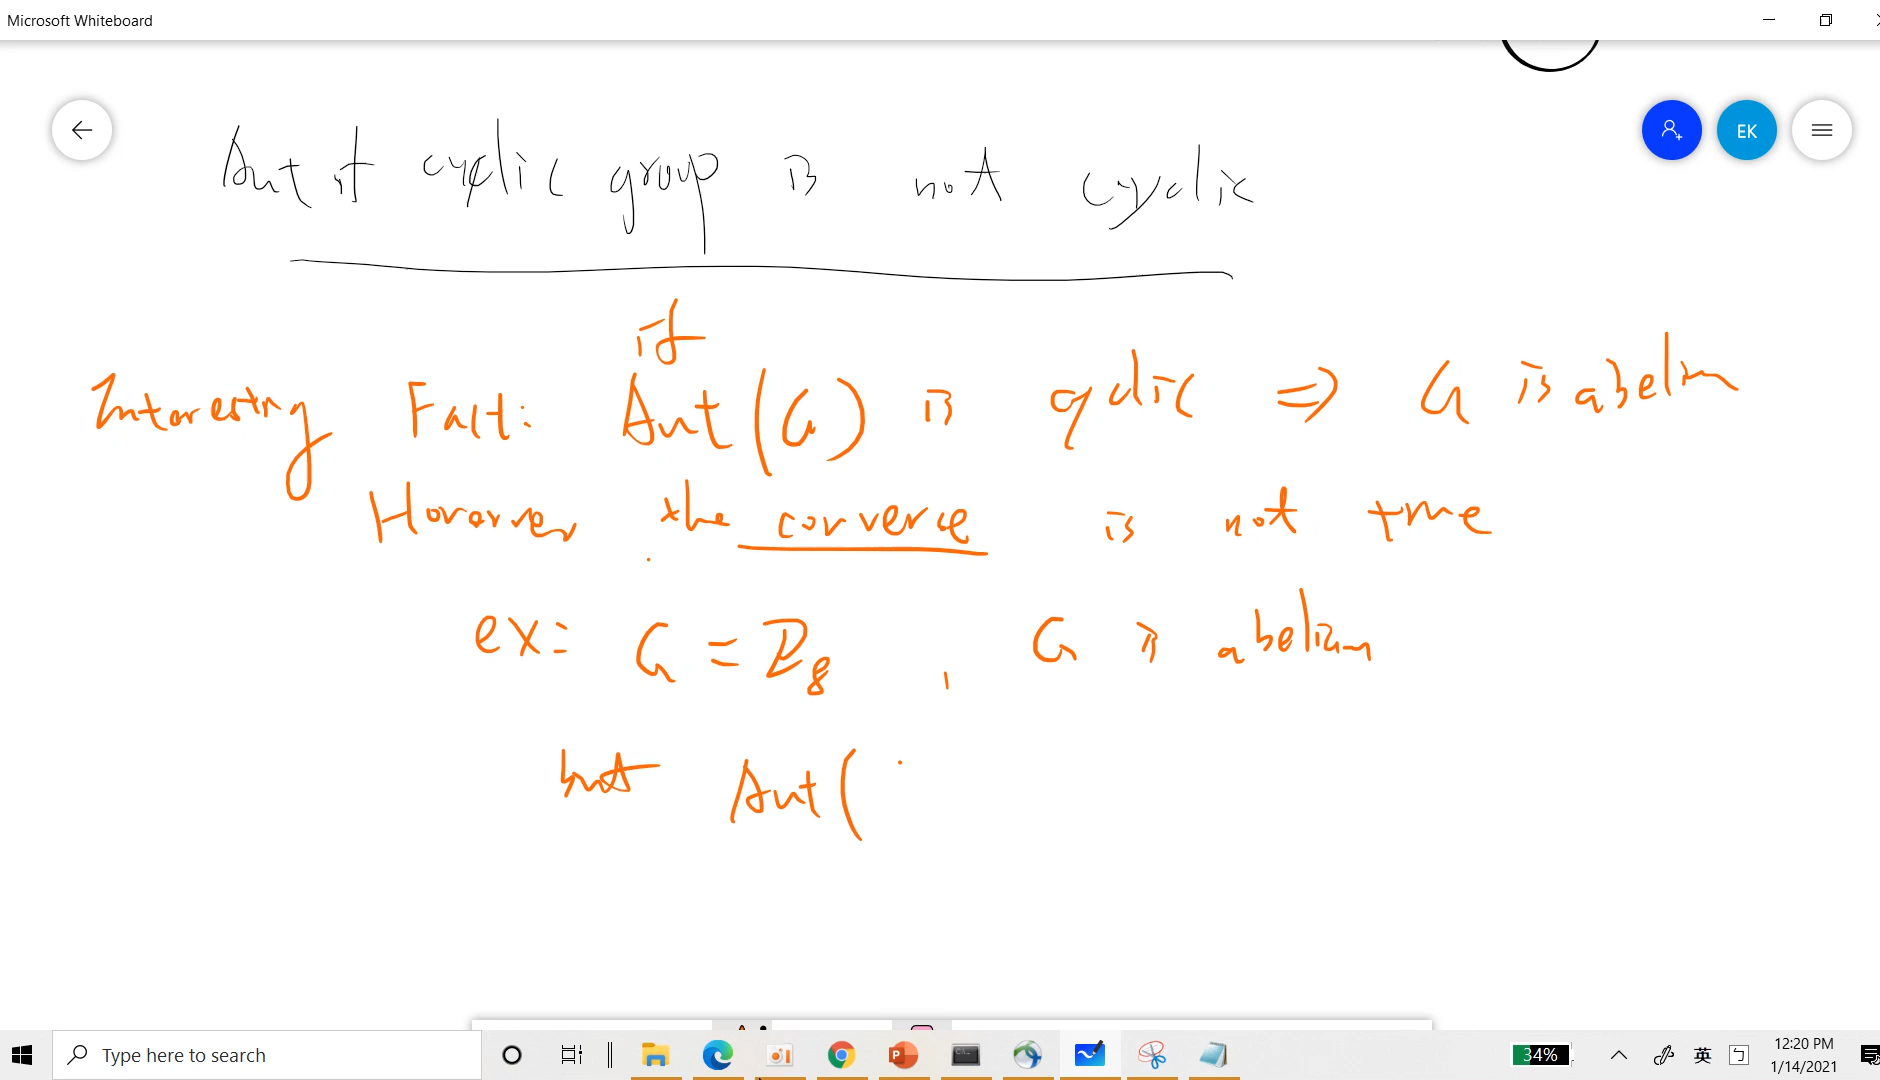 Microsoft Whiteboard
EK
Aut of cyclic group is not cyclic
if
Interesting Fact: Aut(G) is cyclic ⇒ G is abelian
However the converse is not true
ex: G = Z₈ , G is abelian
but Aut(
Type here to search
34%
英
12:20 PM
1/14/2021